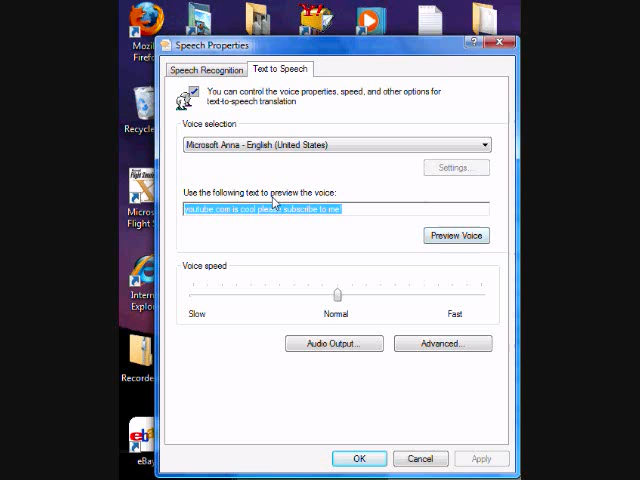 Speech Properties
Speech Recognition
Text to Speech
You can control the voice properties, speed, and other options for
text-to-speech translation
Voice selection
Microsoft Anna - English (United States)
Settings...
Use the following text to preview the voice:
youtube com is cool please subscribe to me
Preview Voice
Voice speed
Slow Normal Fast
Audio Output...
Advanced...
OK
Cancel
Apply
Mozil
Firefo
Recycle
Micros
Flight S
Intern
Explor
Recorde
eBay